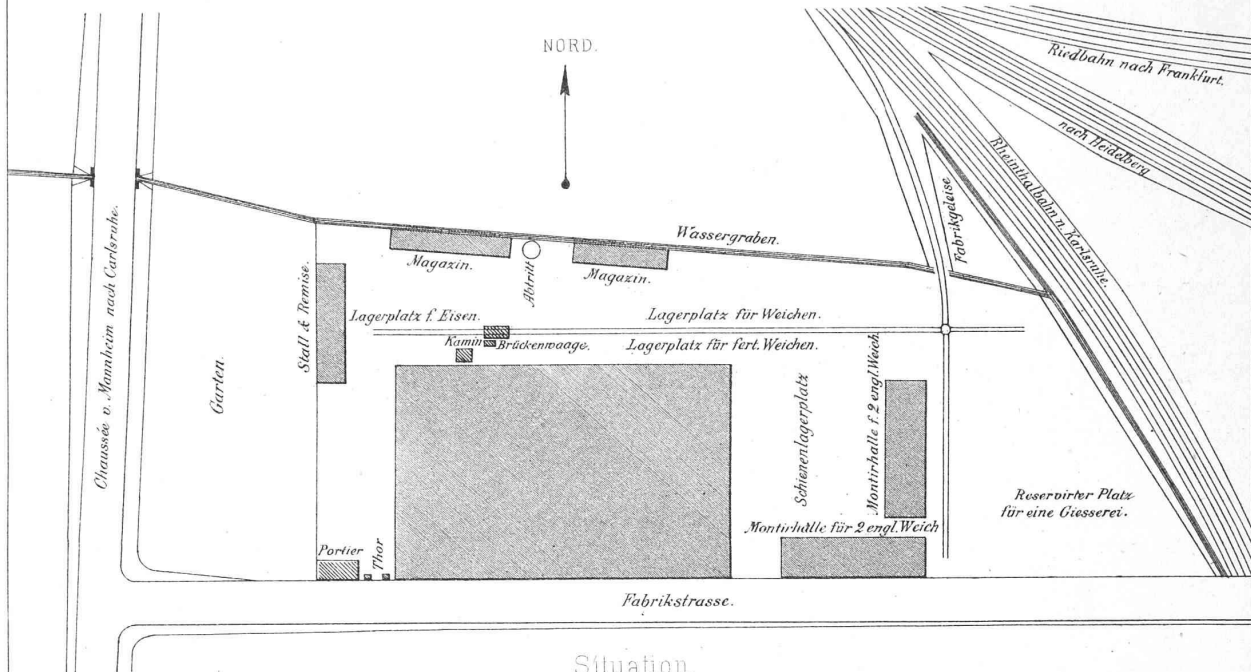 NORD.
Riedbahn nach Frankfurt.
nach Heidelberg
Rheinthalbahn n. Karlsruhe.
Fabrikgeleise
Wassergraben.
Magazin.
Abtritt
Magazin.
Chaussée v. Mannheim nach Carlsruhe.
Garten.
Stall & Remise.
Lagerplatz f. Eisen.
Lagerplatz für Weichen.
Kamin
Brückenwaage.
Lagerplatz für fert. Weichen.
Schienenlagerplatz
Montirhalle f. 2 engl. Weich.
Reservirter Platz
für eine Giesserei.
Montirhalle für 2 engl. Weich
Portier
Thor
Fabrikstrasse.
Situation.